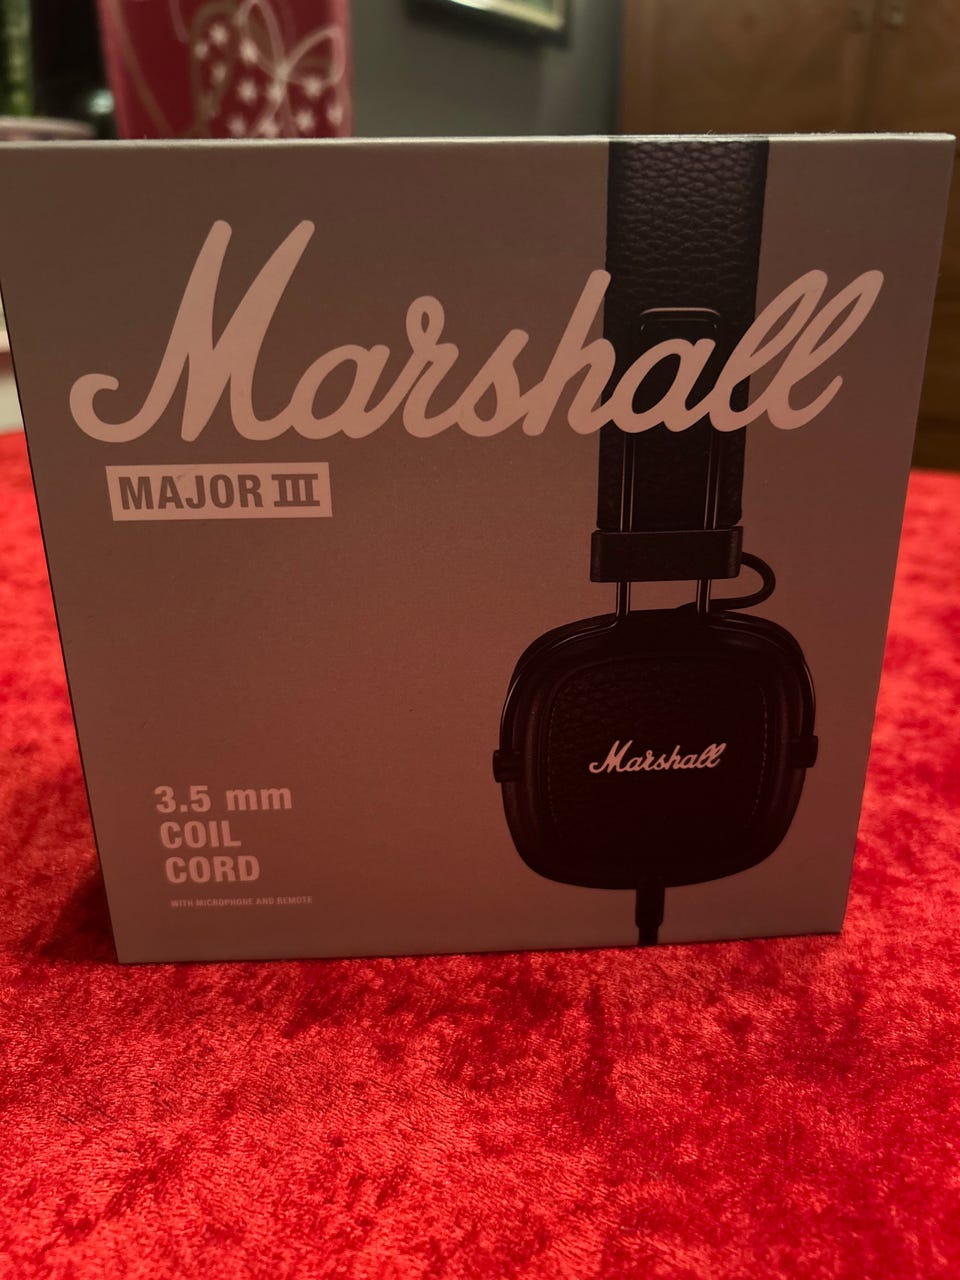 Marshall
MAJOR III
Marshall
3.5 mm
COIL
CORD
WITH MICROPHONE AND REMOTE